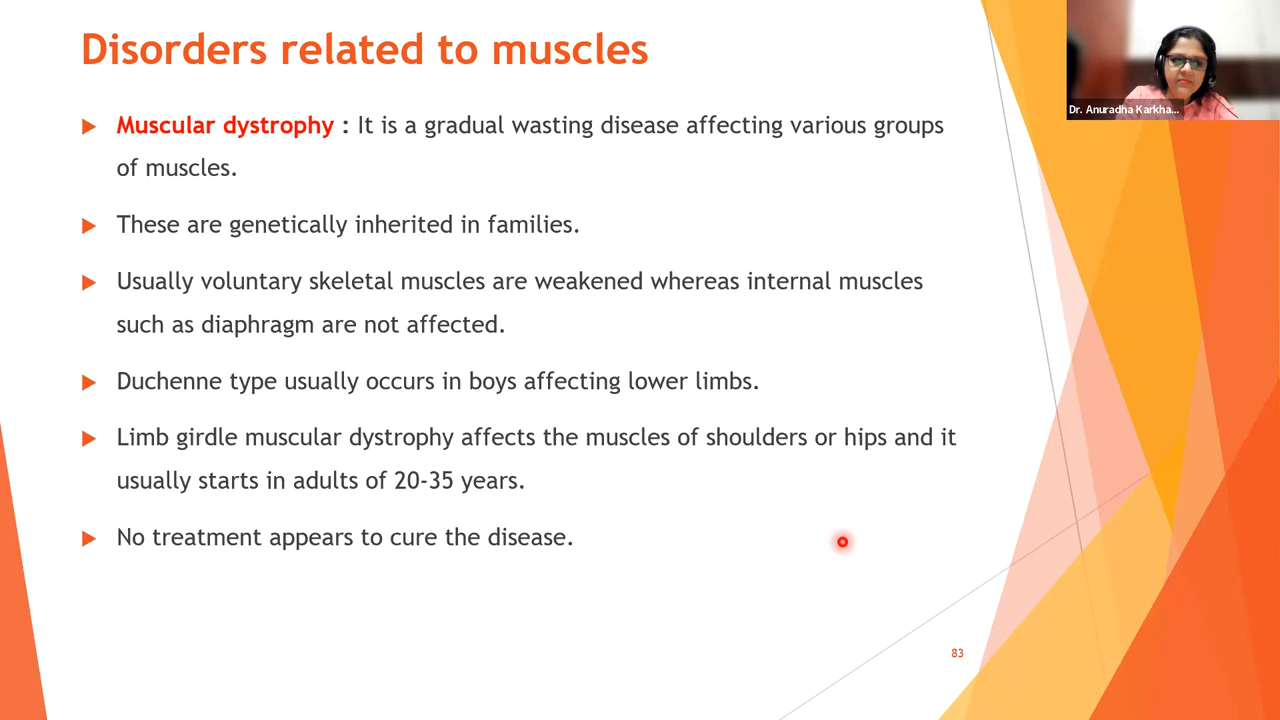 Disorders related to muscles
Dr. Anuradha Karkha...
Muscular dystrophy : It is a gradual wasting disease affecting various groups
of muscles.
These are genetically inherited in families.
Usually voluntary skeletal muscles are weakened whereas internal muscles
such as diaphragm are not affected.
Duchenne type usually occurs in boys affecting lower limbs.
Limb girdle muscular dystrophy affects the muscles of shoulders or hips and it
usually starts in adults of 20-35 years.
No treatment appears to cure the disease.
83